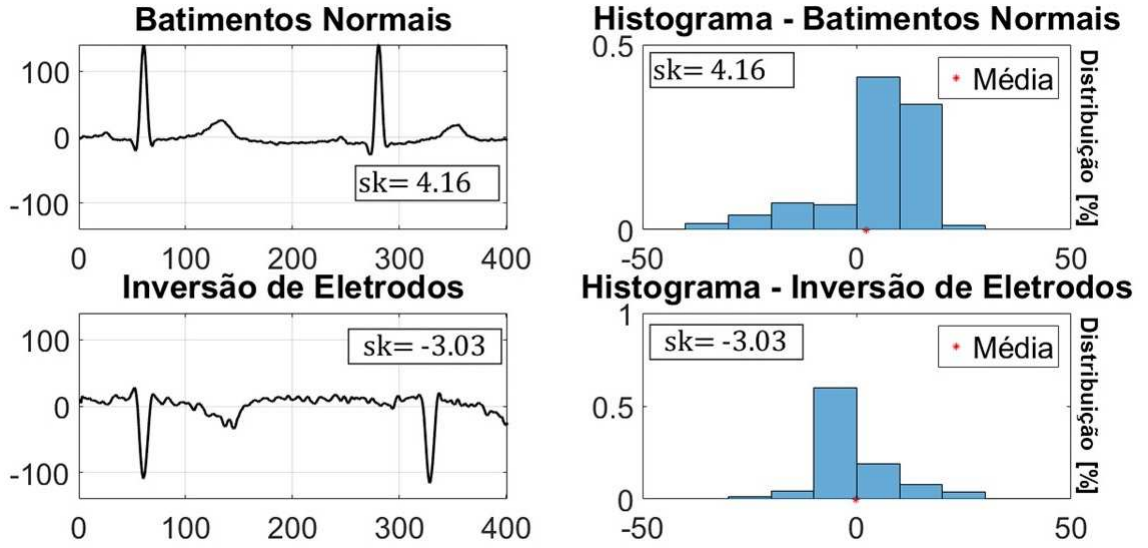 Batimentos Normais
100
0
-100
sk= 4.16
0 100 200 300 400
Histograma - Batimentos Normais
0.5
0
sk= 4.16
Média
Distribuição [%]
-50 0 50
Inversão de Eletrodos
100
0
-100
sk= -3.03
0 100 200 300 400
Histograma - Inversão de Eletrodos
1
0.5
0
sk= -3.03
Média
Distribuição [%]
-50 0 50